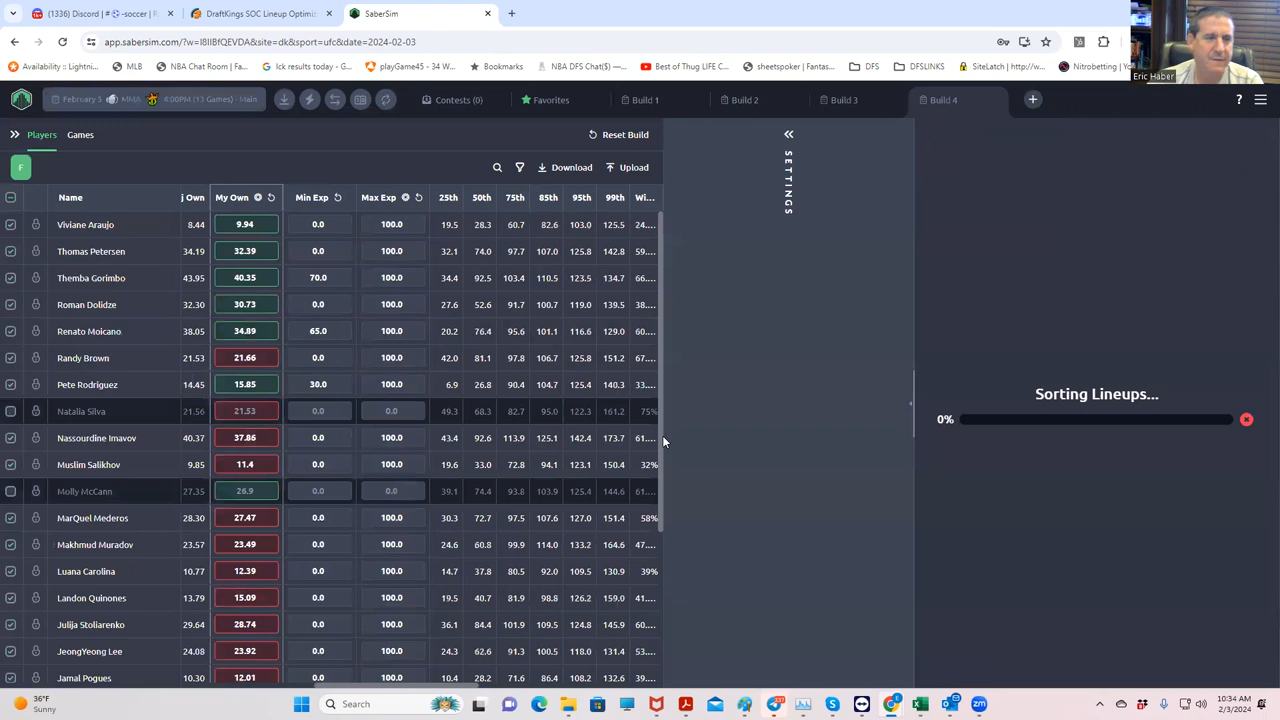 (1336) Discord | # ⚽-soccer | P × DraftKings SOC Lineup Optimiz × SaberSim × +
app.sabersim.com/?w=I8IIBfQEVDA&site=dk&sport=ufc&date=2024-02-03
Availability :: Lightni... MLB NBA Chat Room | Fa... Ick results today - G... playGame45 - 34 W... Bookmarks NBA DFS Chat($)-... Best of Thug LIFE C... sheetspoker | Sharin... DFS DFSLINKS SiteLatch | http://w... Nitrobetting | Your H...
Eric Haber
MMA 4:00PM (13 Games) - Main Contests (0) Favorites Build 1 Build 2 Build 3 Build 4 + ?
Players Games Reset Build
F Download Upload
Name j Own My Own Min Exp Max Exp 25th 50th 75th 85th 95th 99th Wi...
Viviane Araujo 8.44 9.94 0.0 100.0 19.5 28.3 60.7 82.6 103.0 125.5 24....
Thomas Petersen 34.19 32.39 0.0 100.0 32.1 74.0 97.7 107.0 125.8 142.8 59....
Themba Gorimbo 43.95 40.35 70.0 100.0 34.4 92.5 103.4 110.5 123.5 134.7 66....
Roman Dolidze 32.30 30.73 0.0 100.0 27.6 52.6 91.7 100.7 119.0 139.5 38....
Renato Moicano 38.05 34.89 65.0 100.0 20.2 76.4 95.6 101.1 116.6 129.0 60....
Randy Brown 21.53 21.66 0.0 100.0 42.0 81.1 97.8 106.7 125.8 151.2 67....
Pete Rodriguez 14.45 15.85 30.0 100.0 6.9 26.8 90.4 104.7 125.4 140.3 33....
Natalia Silva 21.56 21.53 0.0 0.0 49.3 68.3 82.7 95.0 122.3 161.2 75%
Nassourdine Imavov 40.37 37.86 0.0 100.0 43.4 92.6 113.9 125.1 142.4 173.7 61....
Muslim Salikhov 9.85 11.4 0.0 100.0 19.6 33.0 72.8 94.1 123.1 150.4 32%
Molly McCann 27.35 26.9 0.0 0.0 39.1 74.4 93.8 103.9 125.4 144.6 61....
MarQuel Mederos 28.30 27.47 0.0 100.0 30.3 72.7 97.5 107.6 127.0 151.4 58%
Makhmud Muradov 23.57 23.49 0.0 100.0 24.6 60.8 99.9 114.0 133.2 164.6 47....
Luana Carolina 10.77 12.39 0.0 100.0 14.7 37.8 80.5 92.0 109.5 130.9 39%
Landon Quinones 13.79 15.09 0.0 100.0 19.5 40.7 81.9 98.8 126.2 159.0 41....
Julija Stoliarenko 29.64 28.74 0.0 100.0 36.1 84.4 101.9 109.5 124.8 145.9 60....
JeongYeong Lee 24.08 23.92 0.0 100.0 24.3 62.6 91.3 100.5 118.0 131.4 53....
Jamal Pogues 10.30 12.01 0.0 100.0 21.5 28.7 71.6 86.4 108.2 132.6 39....
SETTINGS
Sorting Lineups...
0%
36°F
Sunny
Search
10:34 AM
2/3/2024